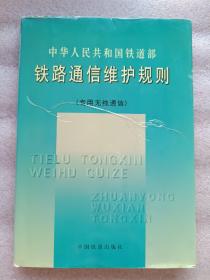 中华人民共和国铁道部
铁路通信维护规则
(专用无线通信)
TIELU TONGXIN
WEIHU GUIZE
ZHUANYONG
WUXIAN
TONGXIN
中国铁道出版社